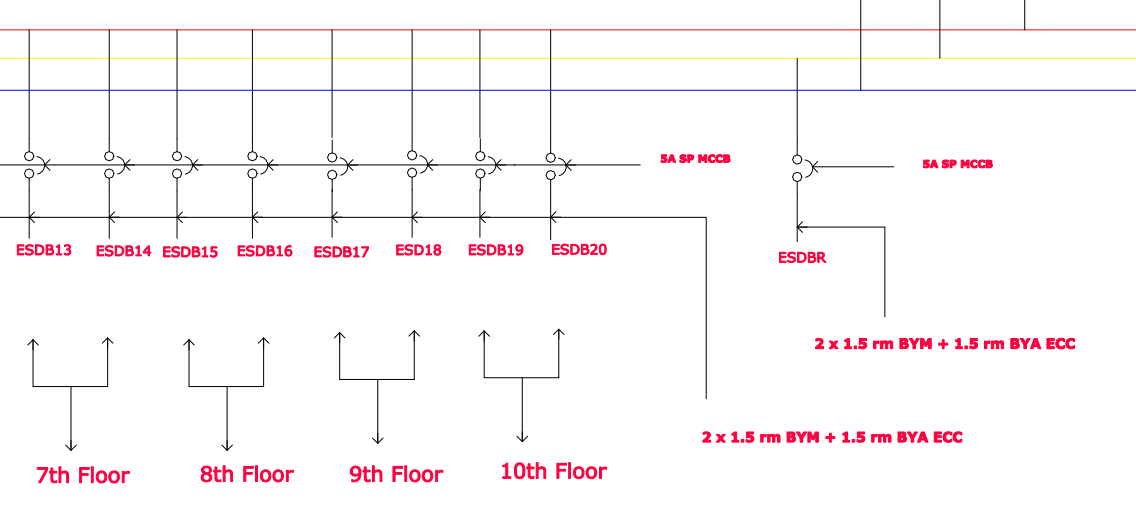 5A SP MCCB
5A SP MCCB
ESDB13
ESDB14
ESDB15
ESDB16
ESDB17
ESD18
ESDB19
ESDB20
ESDBR
2 x 1.5 rm BYM + 1.5 rm BYA ECC
2 x 1.5 rm BYM + 1.5 rm BYA ECC
7th Floor
8th Floor
9th Floor
10th Floor